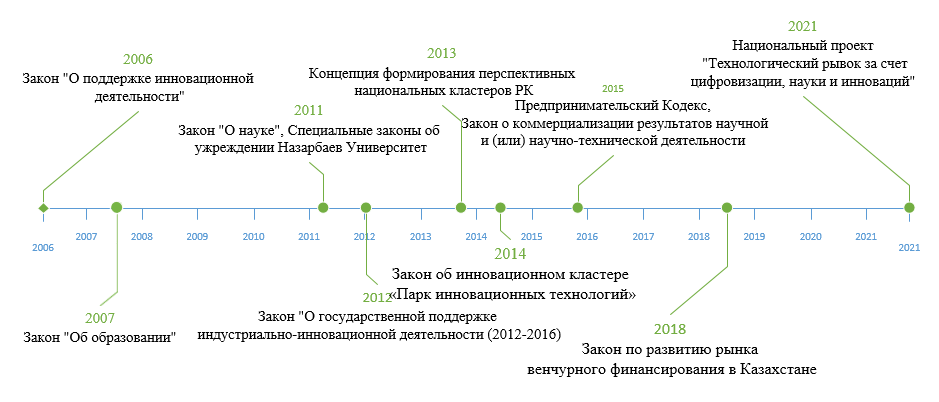 2006
Закон "О поддержке инновационной
деятельности"
2011
Закон "О науке", Специальные законы об
учреждении Назарбаев Университет
2013
Концепция формирования перспективных
национальных кластеров РК
2015
Предпринимательский Кодекс,
Закон о коммерциализации результатов научной
и (или) научно-технической деятельности
2021
Национальный проект
"Технологический рывок за счет
цифровизации, науки и инноваций"
2006 2007 2008 2009 2010 2011 2012 2013 2014 2015 2016 2017 2018 2019 2020 2021 2021
2007
Закон "Об образовании"
2012
Закон "О государственной поддержке
индустриально-инновационной деятельности (2012-2016)
2014
Закон об инновационном кластере
«Парк инновационных технологий»
2018
Закон по развитию рынка
венчурного финансирования в Казахстане